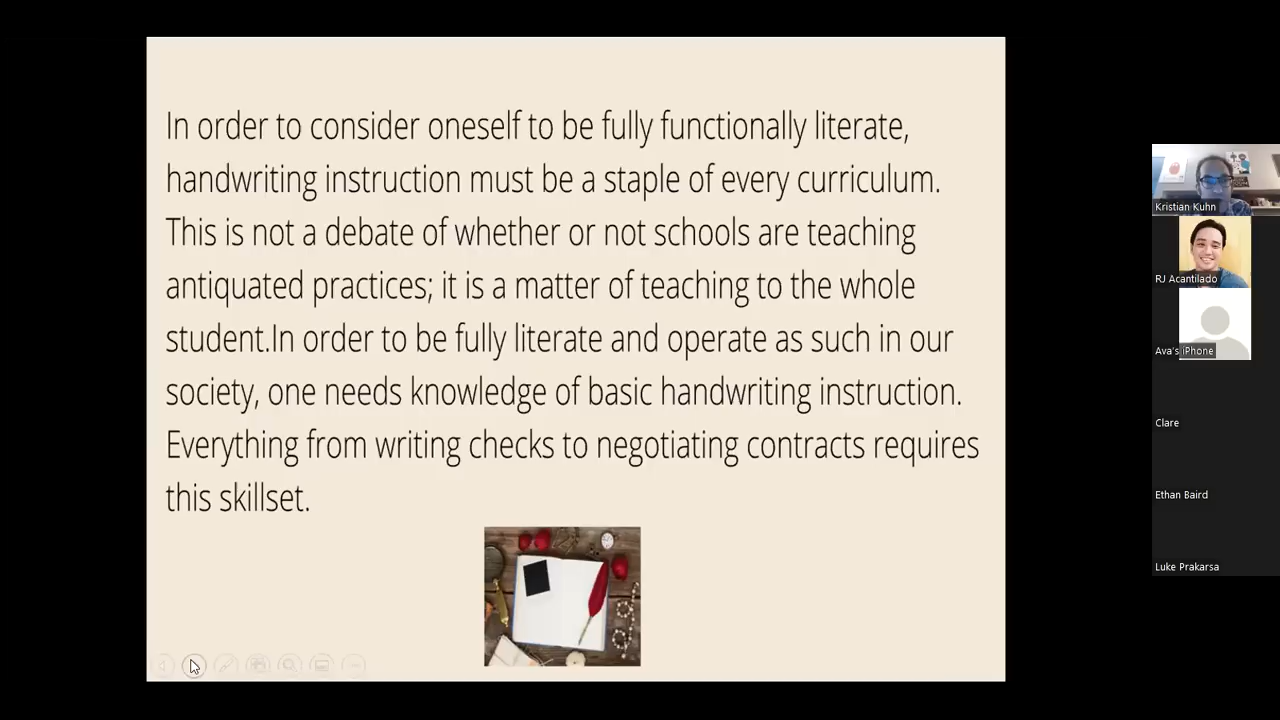 In order to consider oneself to be fully functionally literate,
handwriting instruction must be a staple of every curriculum.
This is not a debate of whether or not schools are teaching
antiquated practices; it is a matter of teaching to the whole
student.In order to be fully literate and operate as such in our
society, one needs knowledge of basic handwriting instruction.
Everything from writing checks to negotiating contracts requires
this skillset.
Kristian Kuhn
RJ Acantilado
Ava's iPhone
Clare
Ethan Baird
Luke Prakarsa